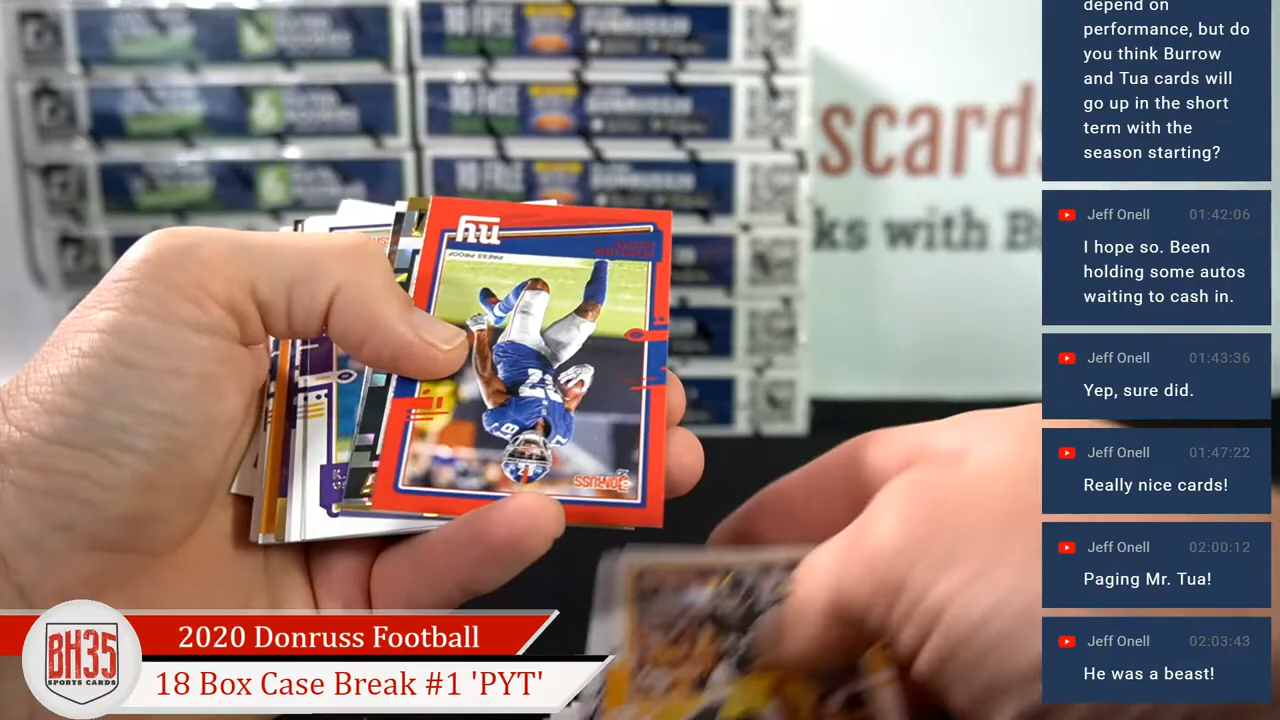 depend on
performance, but do
you think Burrow
and Tua cards will
go up in the short
term with the
season starting?
Jeff Onell 01:42:06
I hope so. Been
holding some autos
waiting to cash in.
Jeff Onell 01:43:36
Yep, sure did.
Jeff Onell 01:47:22
Really nice cards!
Jeff Onell 02:00:12
Paging Mr. Tua!
Jeff Onell 02:03:43
He was a beast!
scards
ks with B
10 FREE
ny
PRESS PROOF
DONRUSS
BH35
SPORTS CARDS
2020 Donruss Football
18 Box Case Break #1 'PYT'